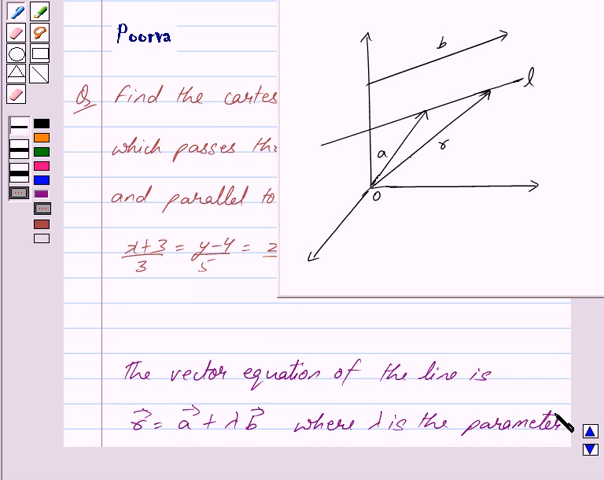 Poorva
Q. Find the cartes
which passes th
and parallel to
x+3/3 = y-4/5 = z
b
l
a
r
O
The vector equation of the line is
r⃗ = a⃗ + λ b⃗ where λ is the parameter